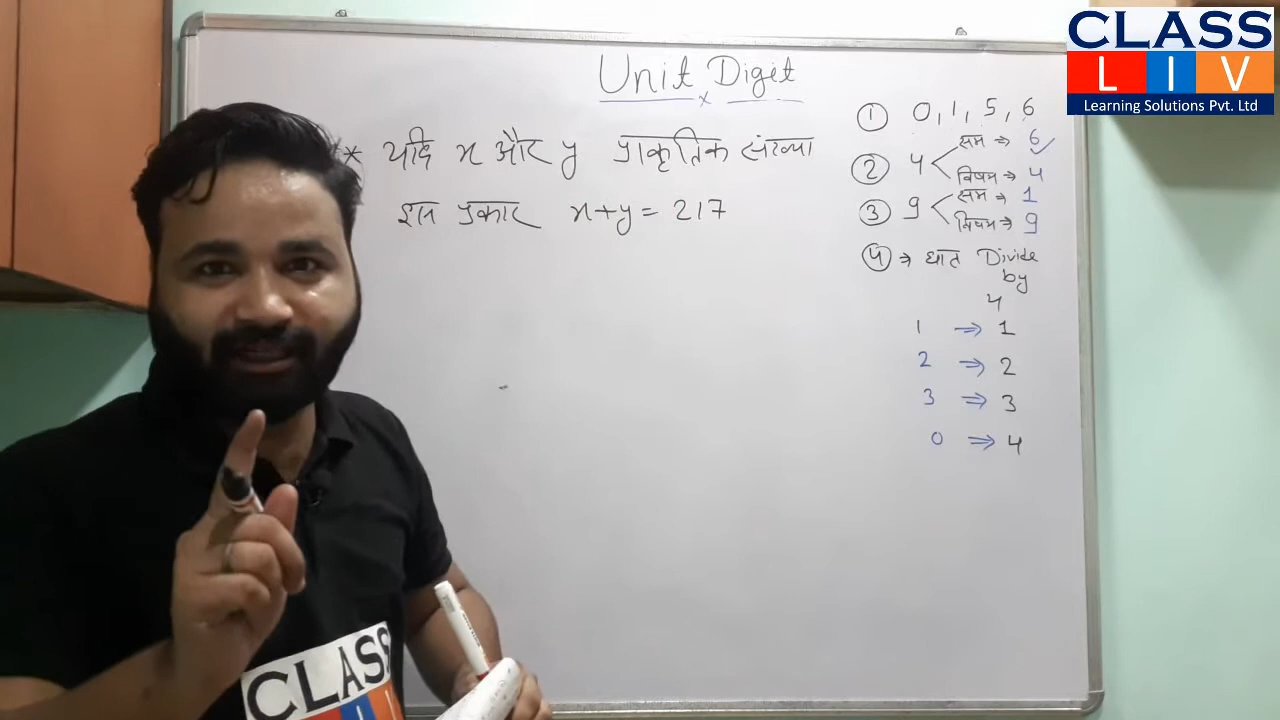 CLASS
LIV
Learning Solutions Pvt. Ltd
Unit Digit
x
** यदि x और y प्राकृतिक संख्या
इस प्रकार x+y = 217
① 0, 1, 5, 6
② 4 सम ⇒ 6 ✓
विषम → 4
③ 9 सम → 1
विषम → 9
④ ⇒ घात Divide
by
4
1 ⇒ 1
2 ⇒ 2
3 ⇒ 3
0 ⇒ 4
CLASS
LI